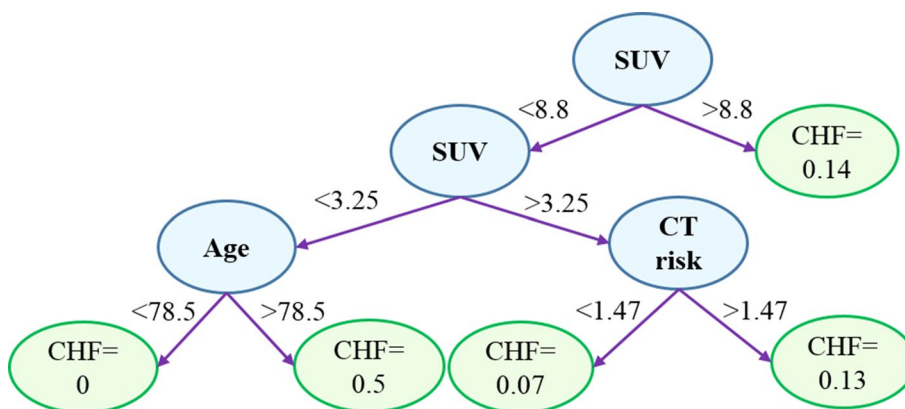 SUV
<8.8
>8.8
SUV
CHF=
0.14
<3.25
>3.25
Age
CT
risk
<78.5
>78.5
<1.47
>1.47
CHF=
0
CHF=
0.5
CHF=
0.07
CHF=
0.13